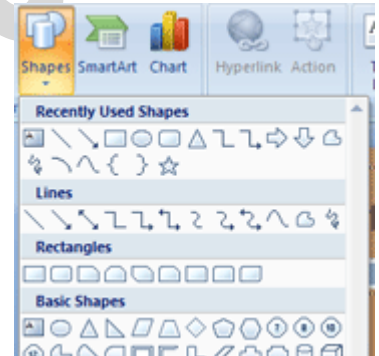 Shapes SmartArt Chart Hyperlink Action
Recently Used Shapes
Lines
Rectangles
Basic Shapes